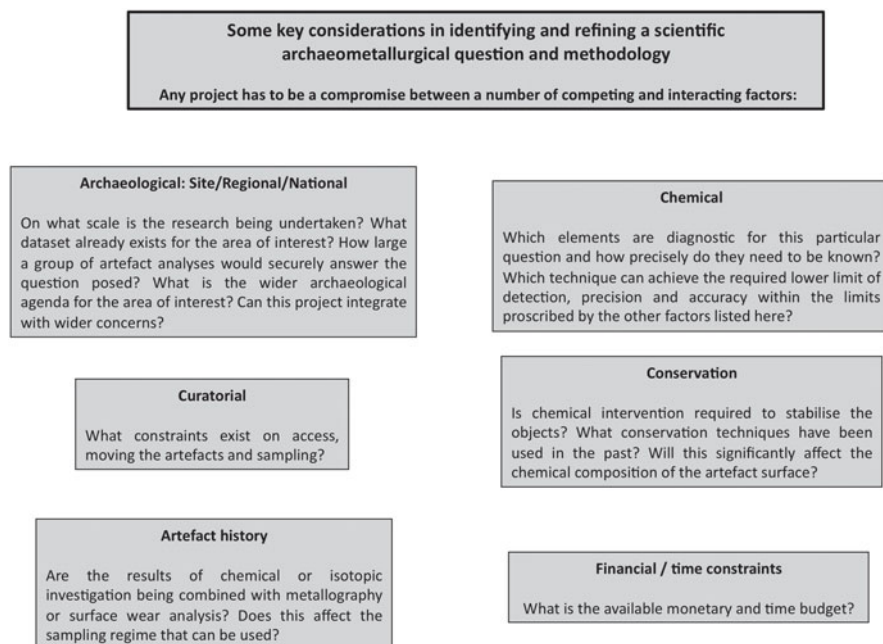 Some key considerations in identifying and refining a scientific
archaeometallurgical question and methodology
Any project has to be a compromise between a number of competing and interacting factors:
Archaeological: Site/Regional/National
On what scale is the research being undertaken? What
dataset already exists for the area of interest? How large
a group of artefact analyses would securely answer the
question posed? What is the wider archaeological
agenda for the area of interest? Can this project integrate
with wider concerns?
Chemical
Which elements are diagnostic for this particular
question and how precisely do they need to be known?
Which technique can achieve the required lower limit of
detection, precision and accuracy within the limits
proscribed by the other factors listed here?
Curatorial
What constraints exist on access,
moving the artefacts and sampling?
Conservation
Is chemical intervention required to stabilise the
objects? What conservation techniques have been
used in the past? Will this significantly affect the
chemical composition of the artefact surface?
Artefact history
Are the results of chemical or isotopic
investigation being combined with metallography
or surface wear analysis? Does this affect the
sampling regime that can be used?
Financial / time constraints
What is the available monetary and time budget?